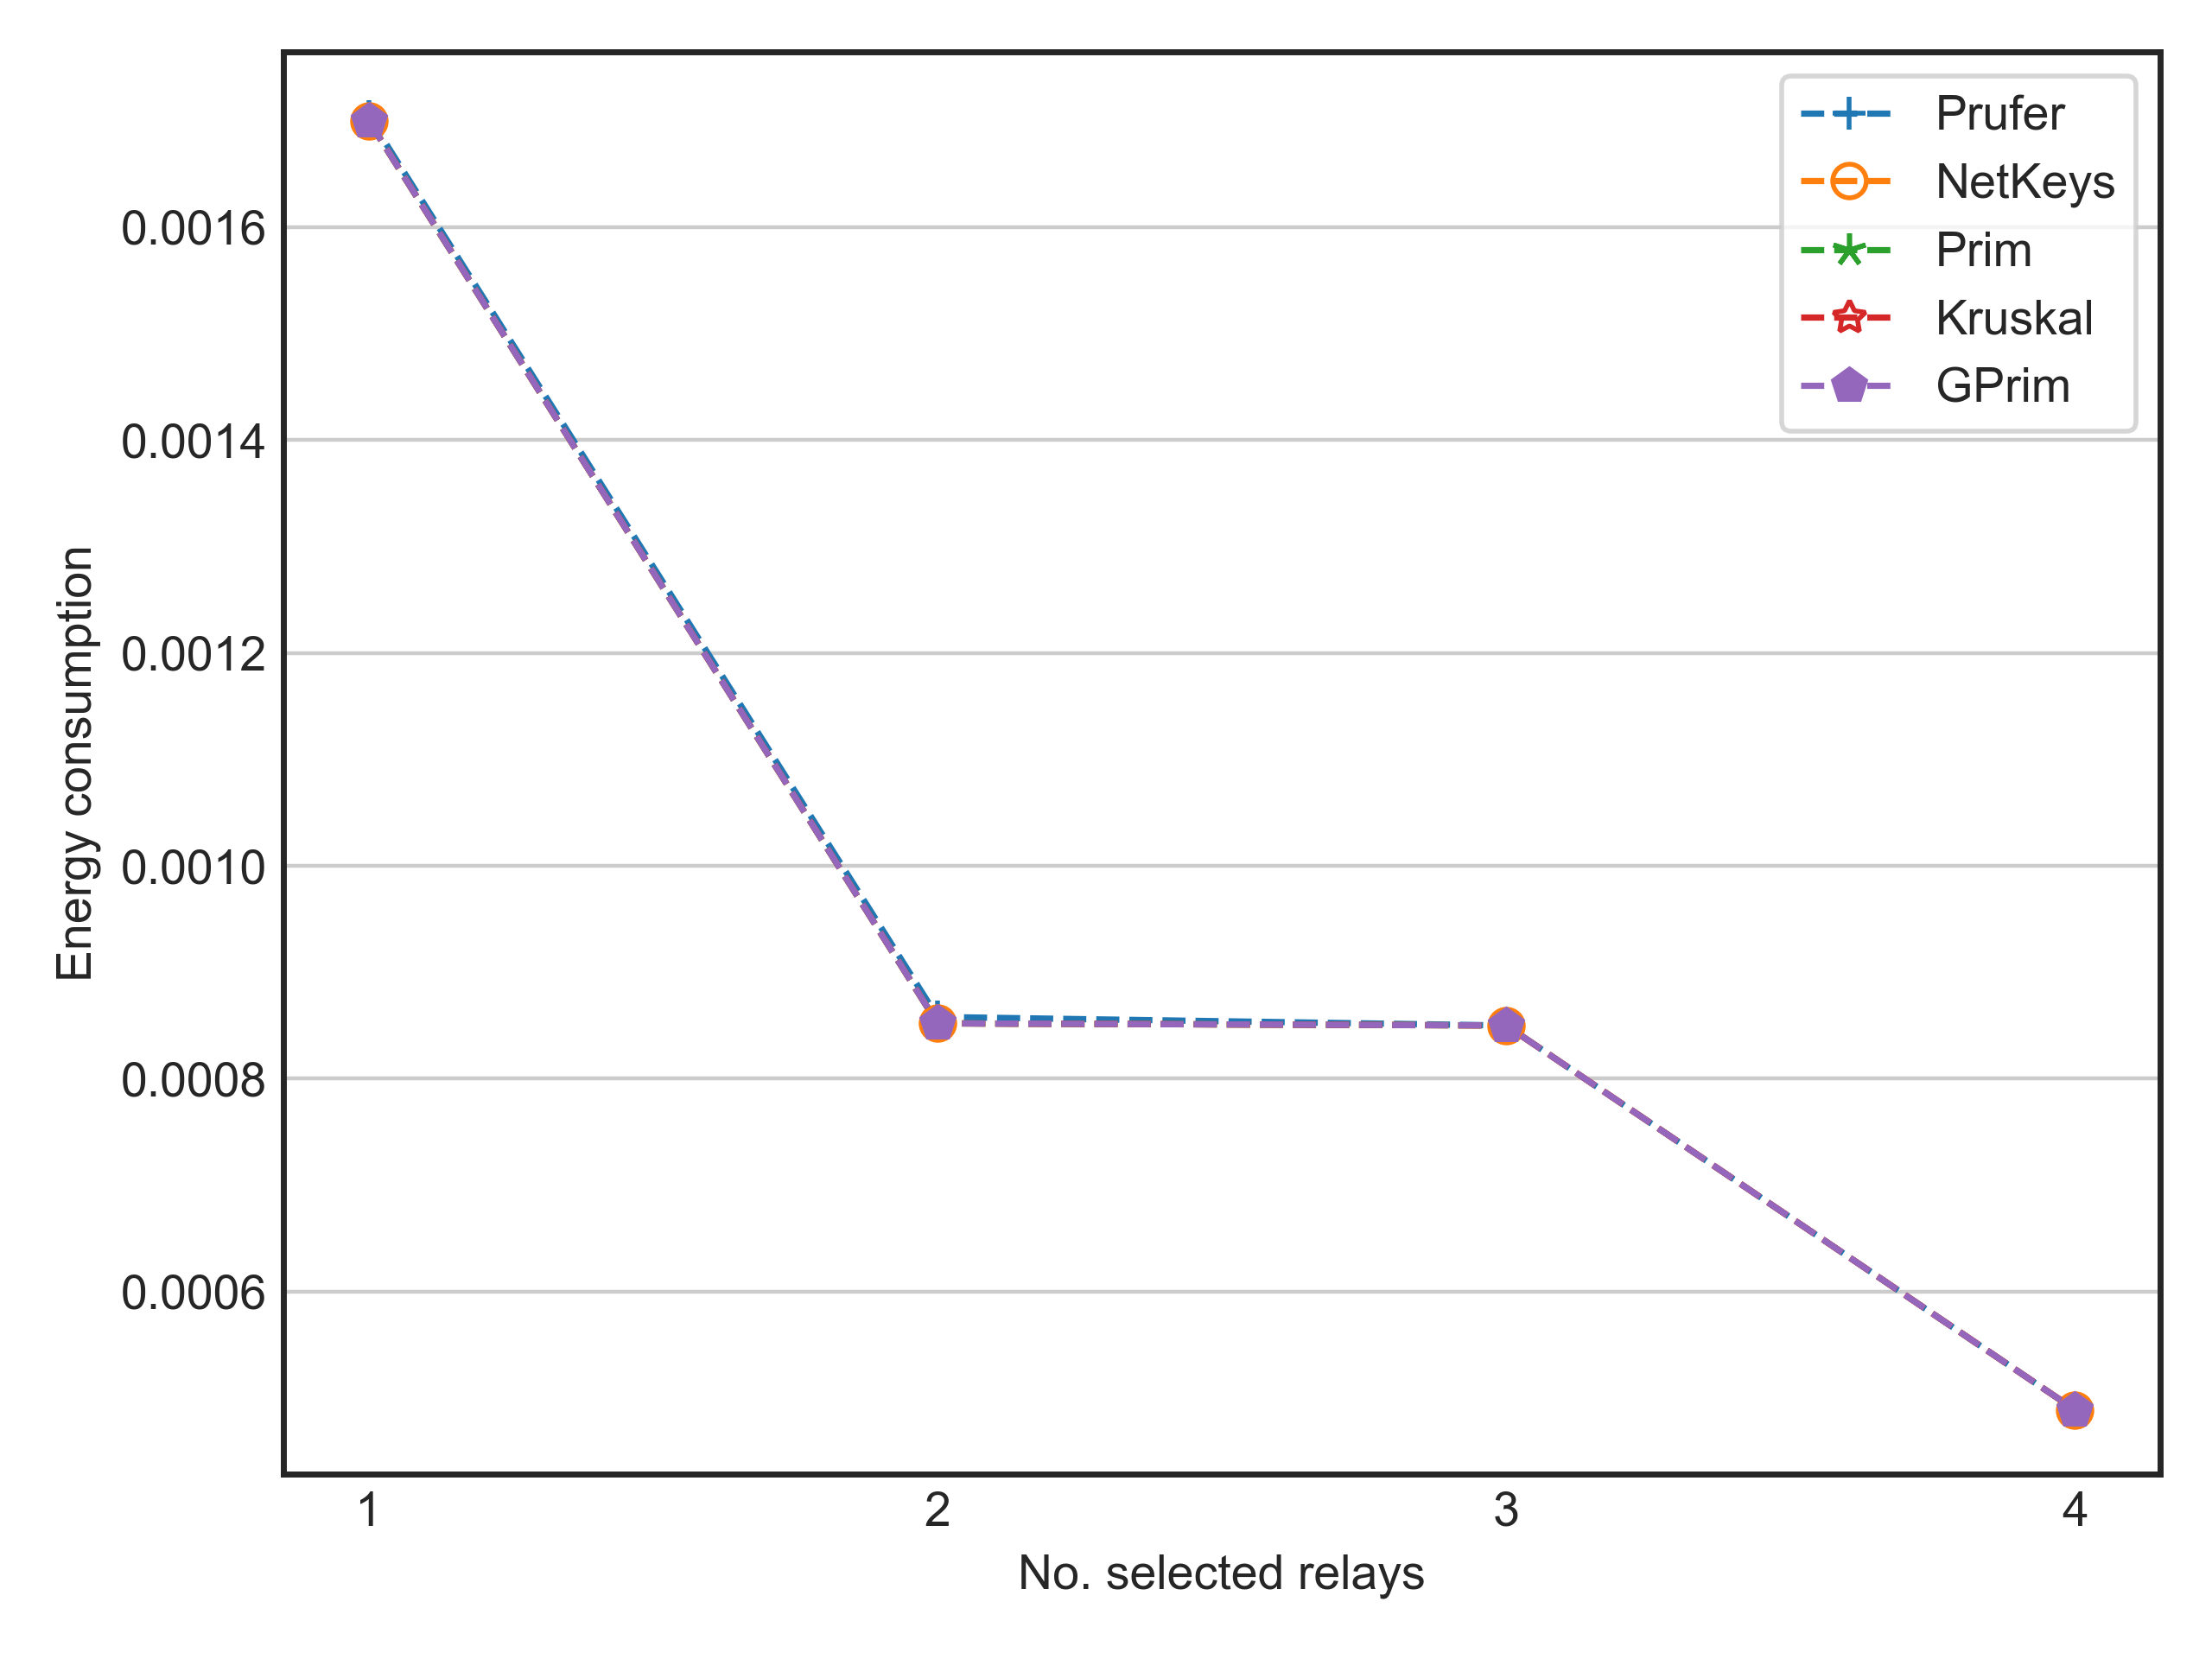 Prufer
NetKeys
Prim
Kruskal
GPrim
0.0016
0.0014
0.0012
0.0010
0.0008
0.0006
Energy consumption
1 2 3 4
No. selected relays